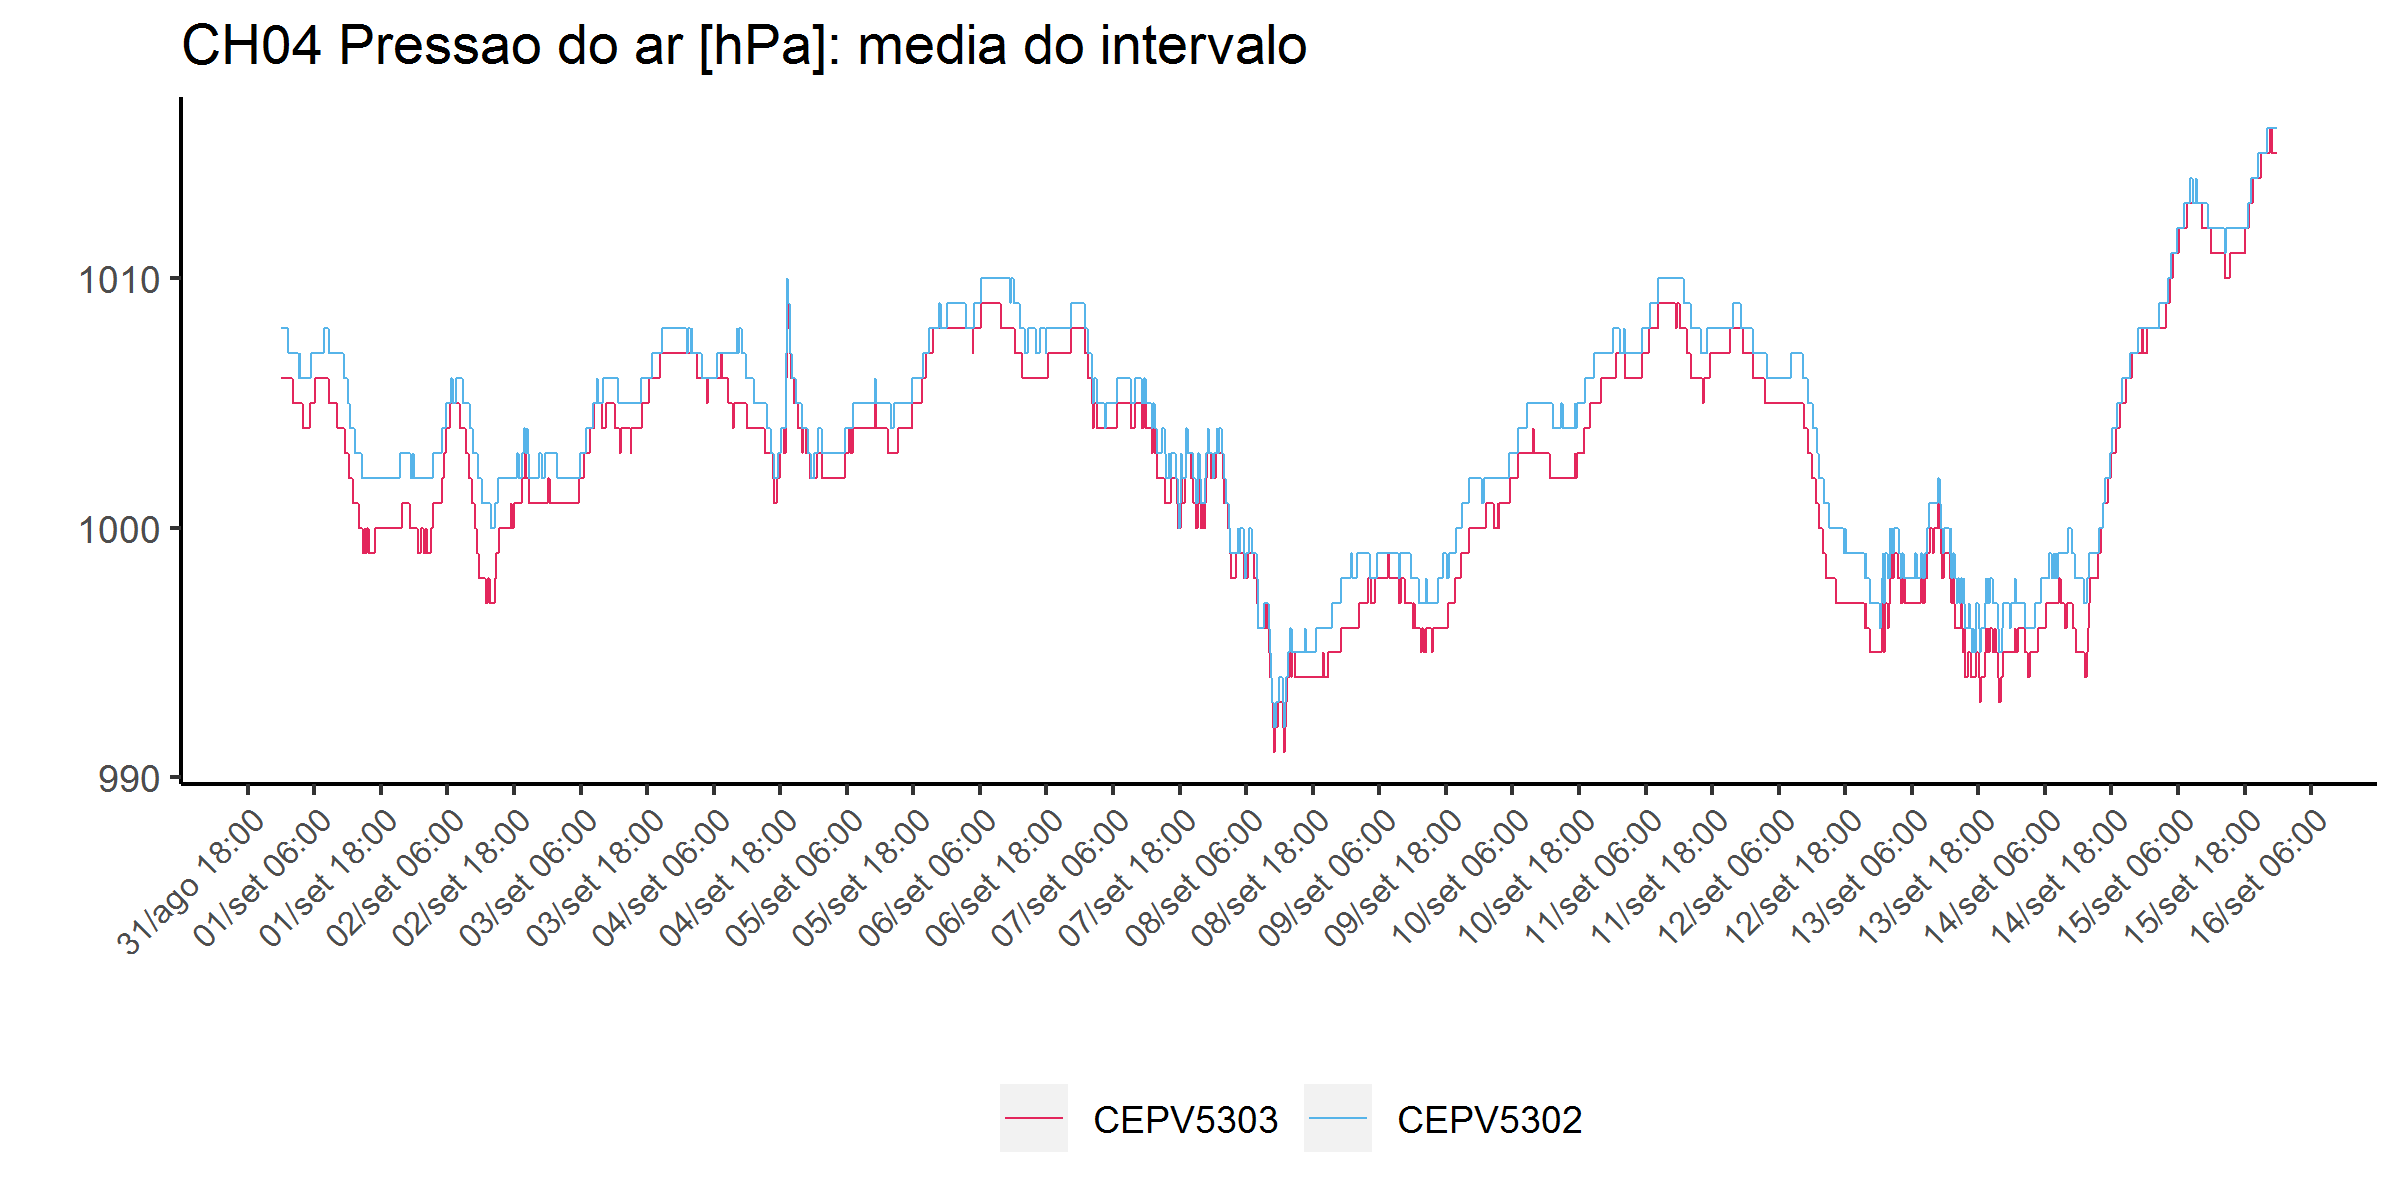 CH04 Pressao do ar [hPa]: media do intervalo
1010
1000
990
31/ago 18:00
01/set 06:00
01/set 18:00
02/set 06:00
02/set 18:00
03/set 06:00
03/set 18:00
04/set 06:00
04/set 18:00
05/set 06:00
05/set 18:00
06/set 06:00
06/set 18:00
07/set 06:00
07/set 18:00
08/set 06:00
08/set 18:00
09/set 06:00
09/set 18:00
10/set 06:00
10/set 18:00
11/set 06:00
11/set 18:00
12/set 06:00
12/set 18:00
13/set 06:00
13/set 18:00
14/set 06:00
14/set 18:00
15/set 06:00
15/set 18:00
16/set 06:00
CEPV5303
CEPV5302